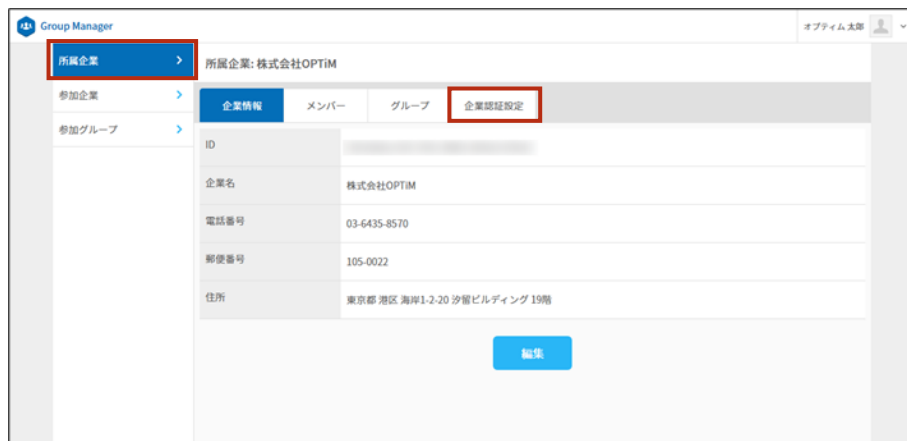 Group Manager
オプティム 太郎
所属企業
参加企業
参加グループ
所属企業: 株式会社OPTiM
企業情報 メンバー グループ 企業認証設定
ID
企業名 株式会社OPTiM
電話番号 03-6435-8570
郵便番号 105-0022
住所 東京都 港区 海岸1-2-20 汐留ビルディング 19階
編集